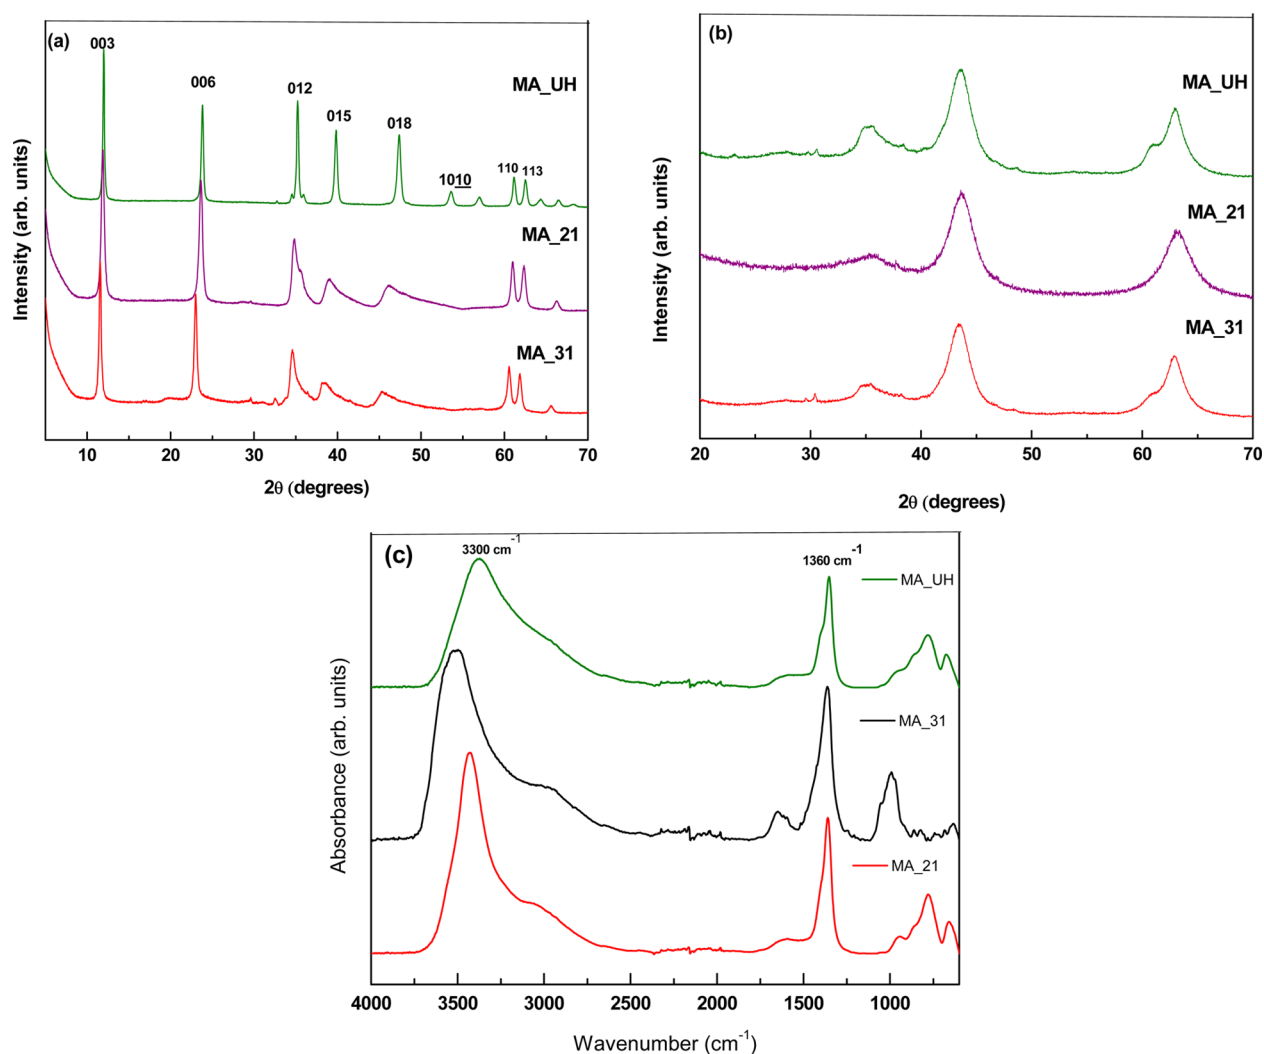 (a)
003
006
012
015
018
1010
110
113
MA_UH
MA_21
MA_31
Intensity (arb. units)
10 20 30 40 50 60 70
2θ (degrees)
(b)
MA_UH
MA_21
MA_31
Intensity (arb. units)
20 30 40 50 60 70
2θ (degrees)
(c)
3300 cm-1
1360 cm-1
MA_UH
MA_31
MA_21
Absorbance (arb. units)
4000 3500 3000 2500 2000 1500 1000
Wavenumber (cm-1)